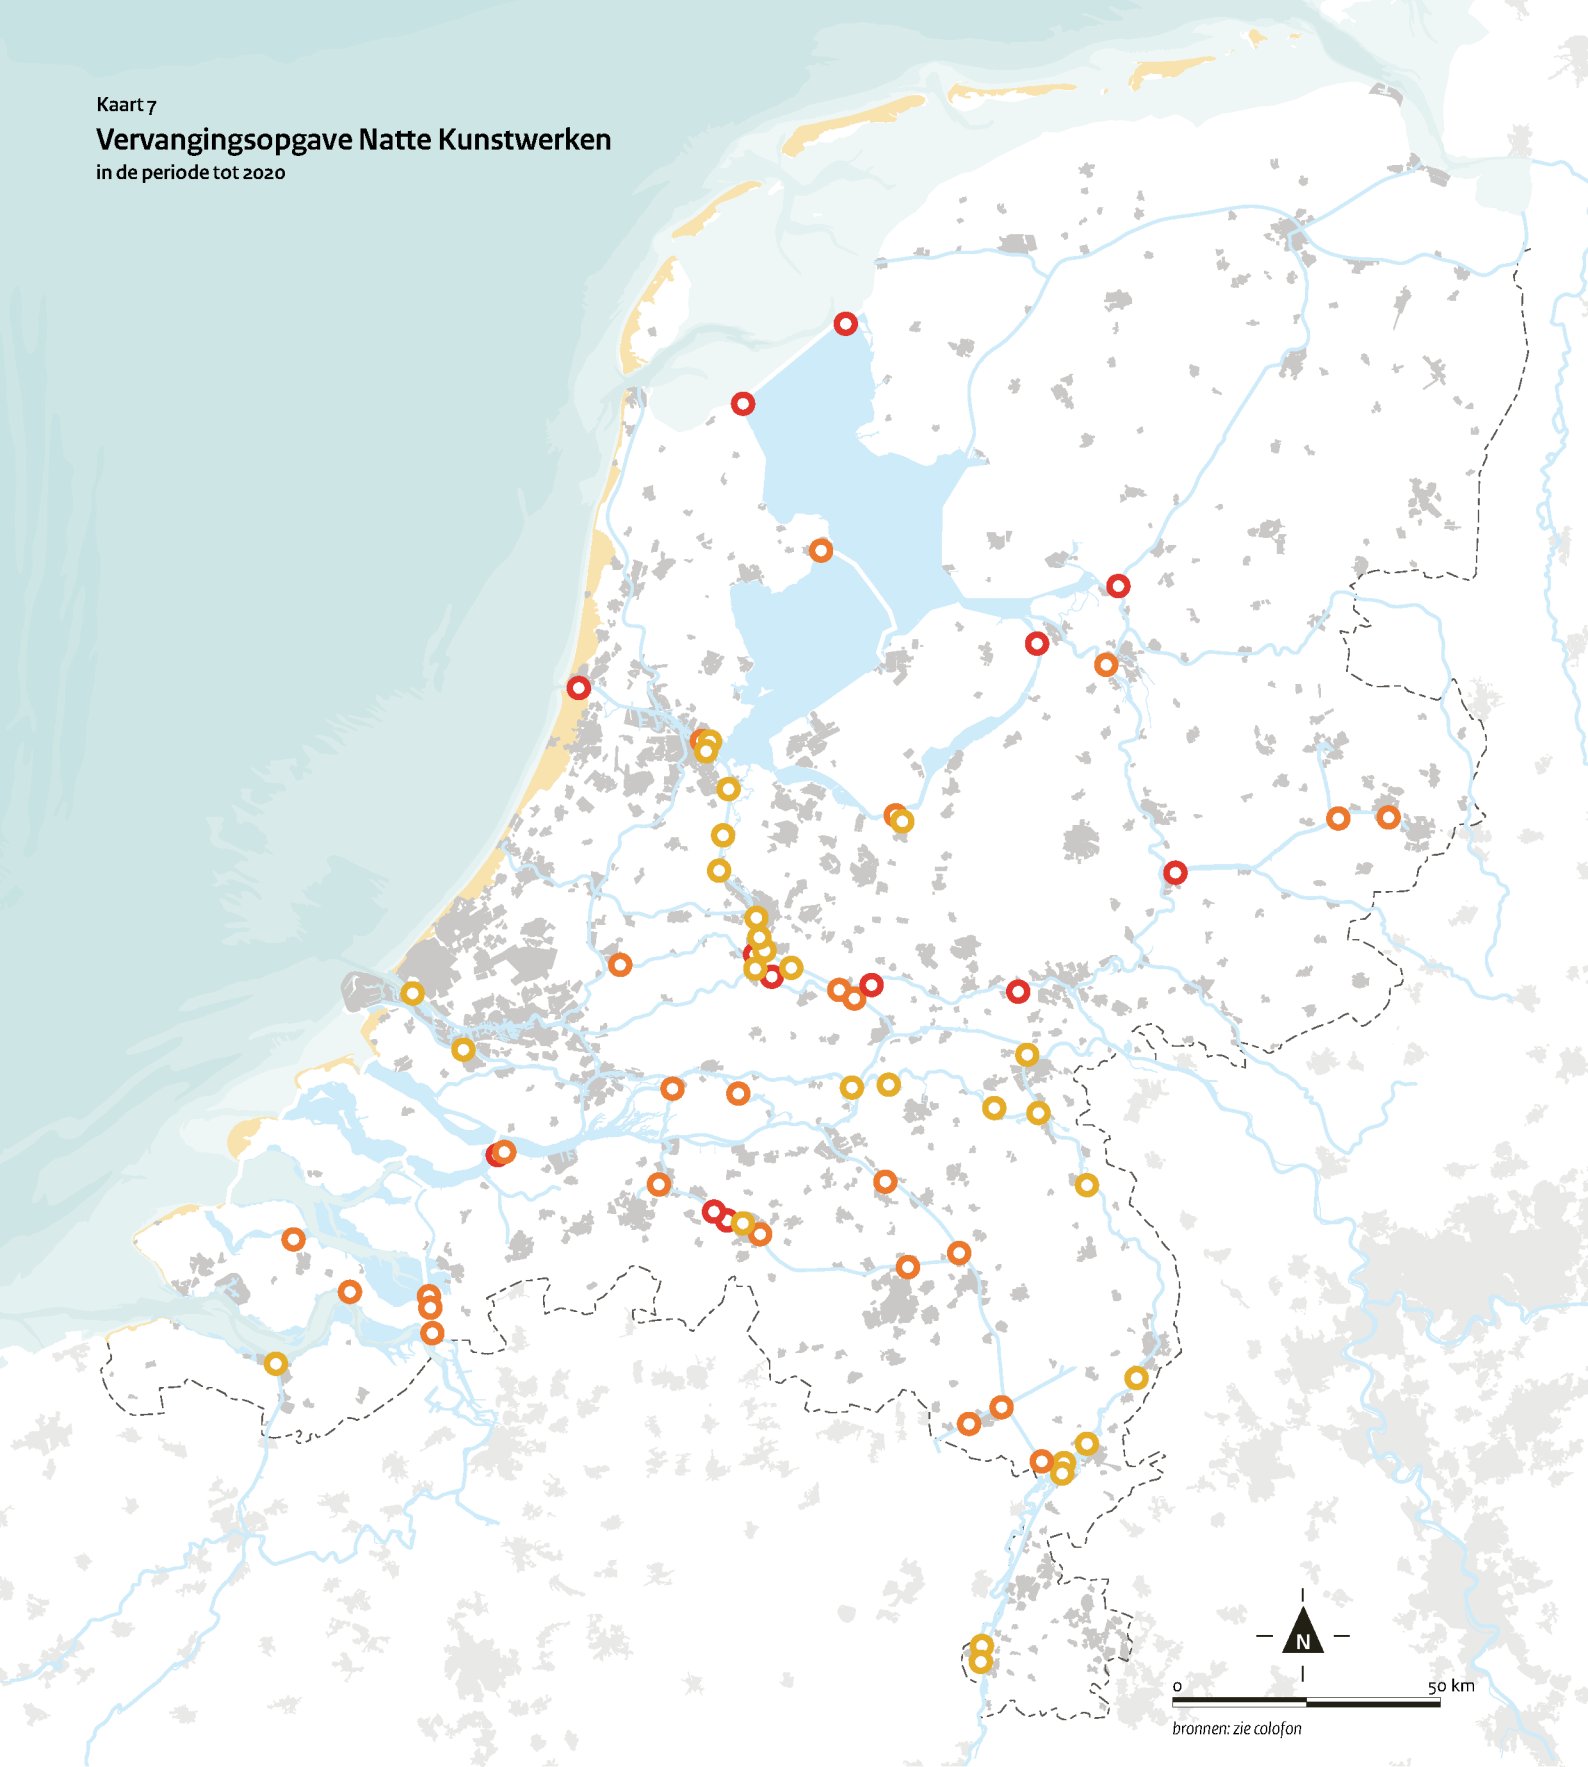 Kaart 7
Vervangingsopgave Natte Kunstwerken
in de periode tot 2020
N
0 50 km
bronnen: zie colofon